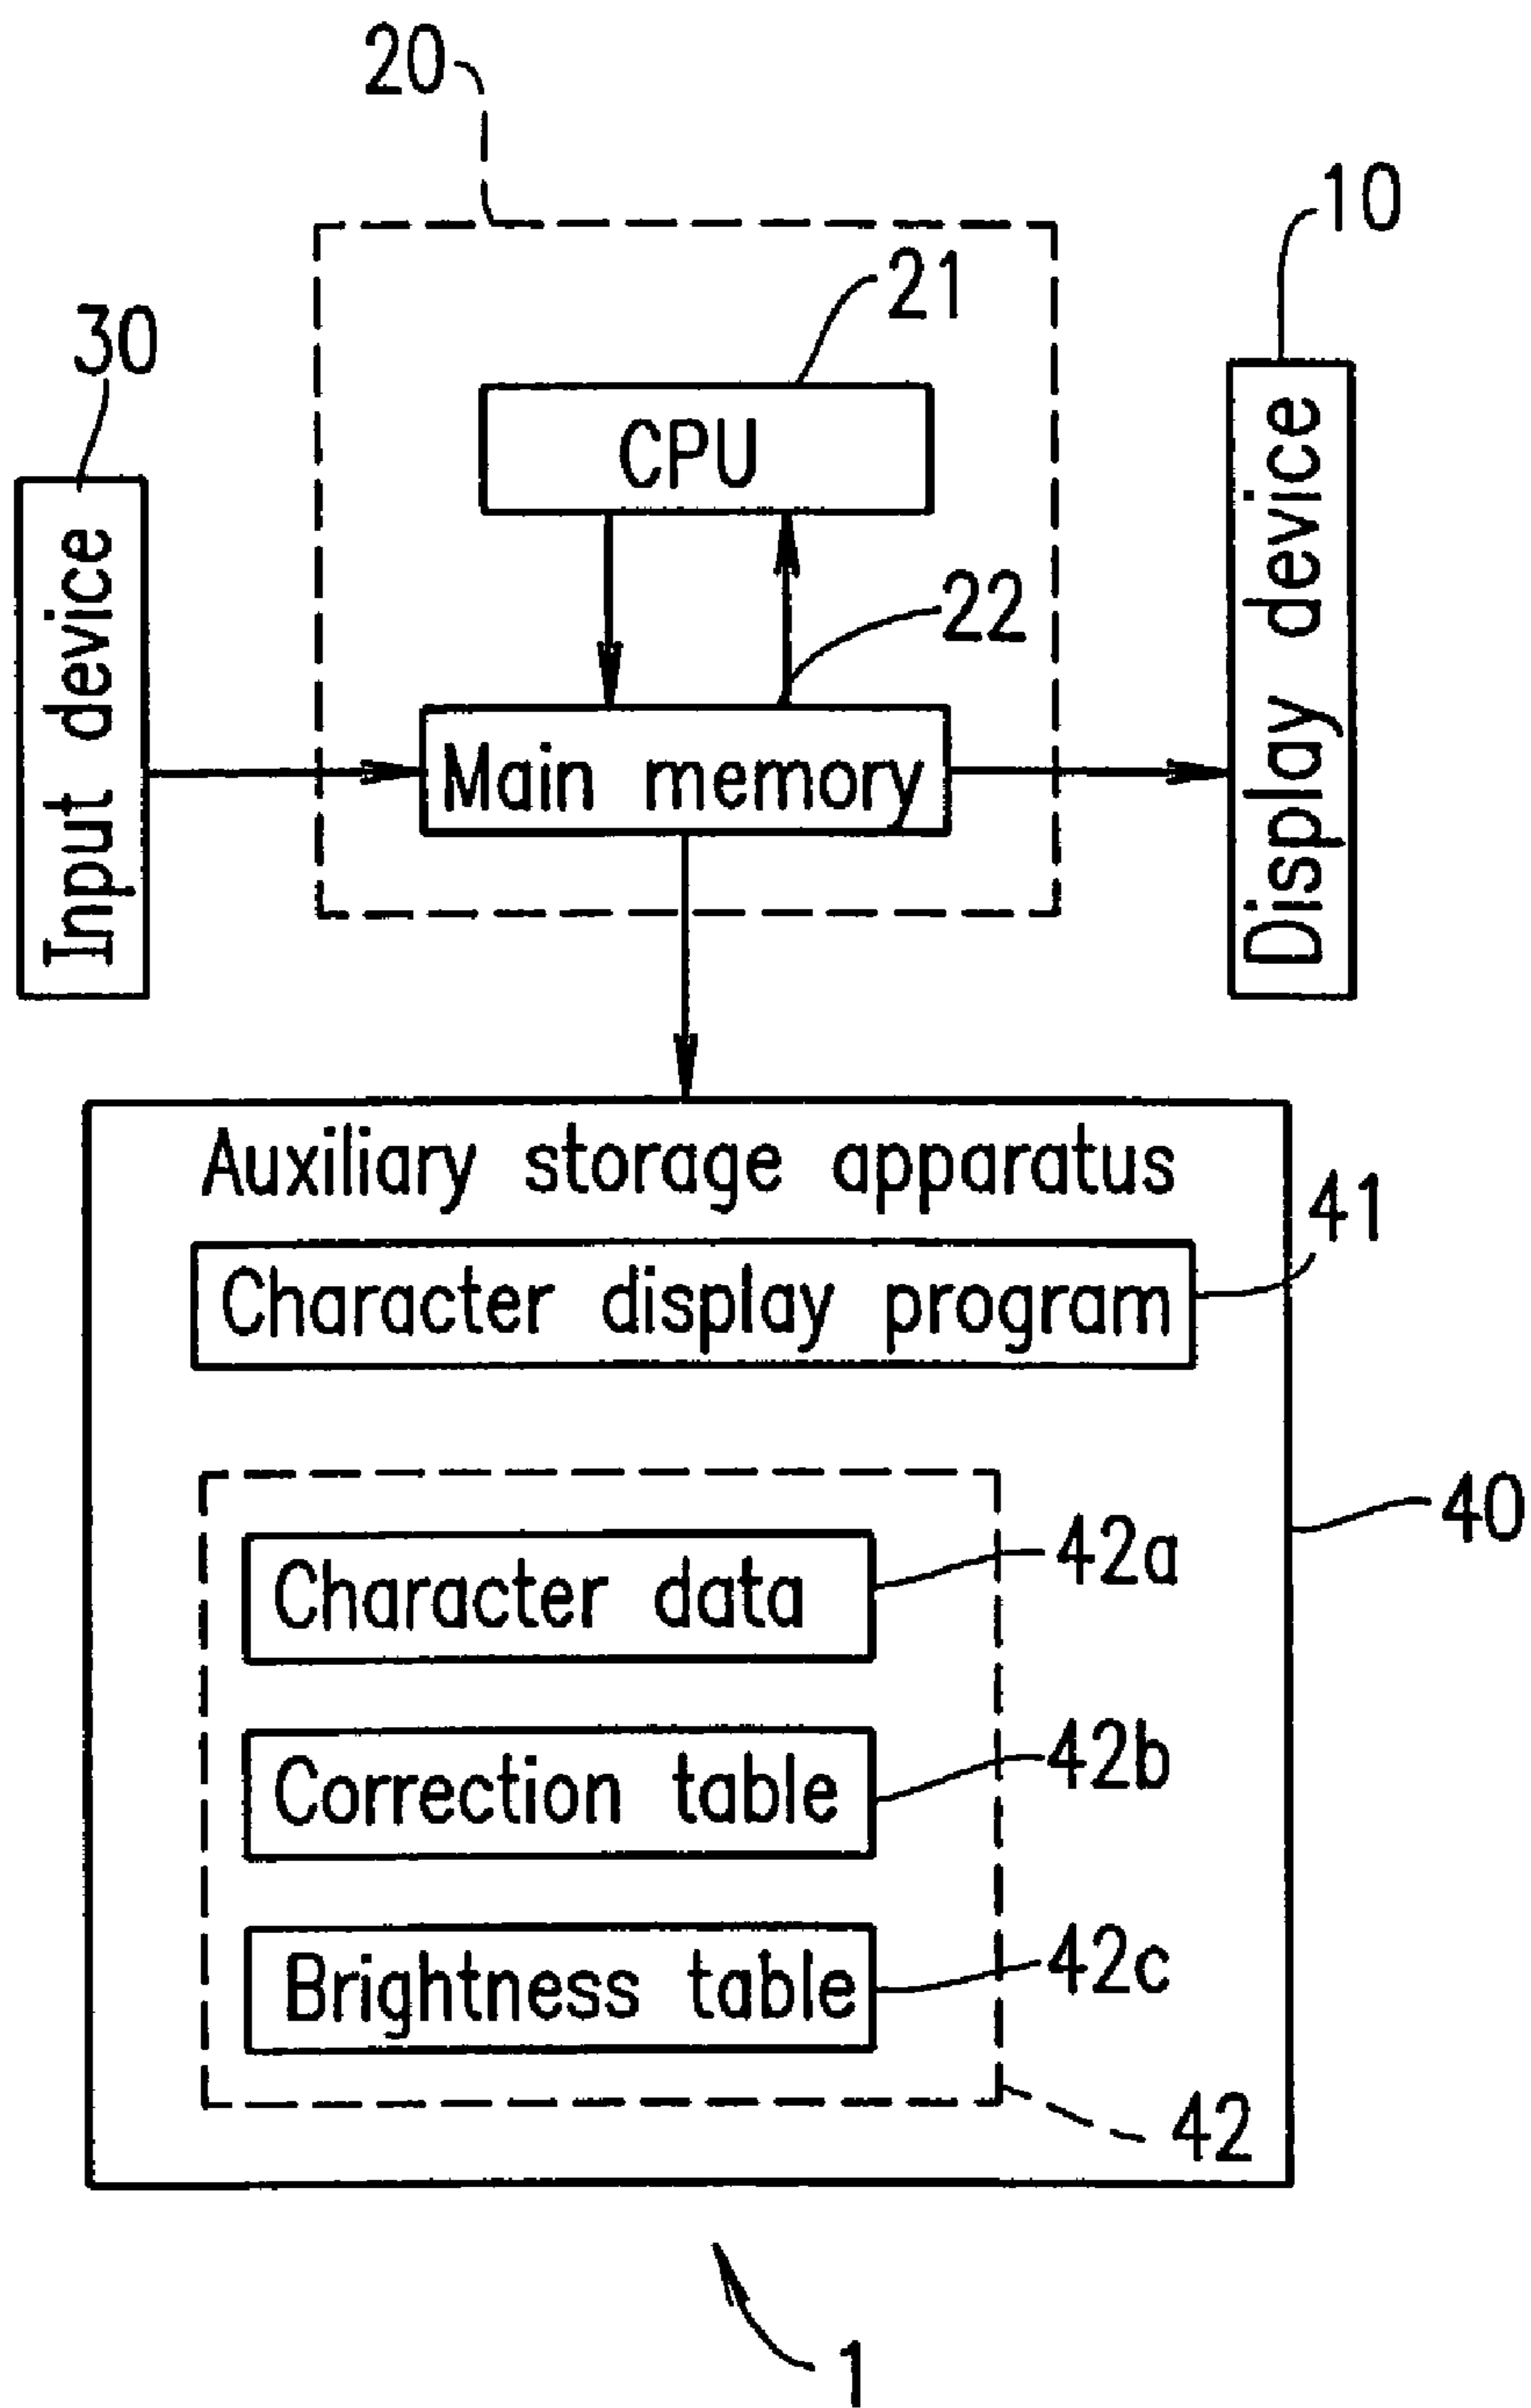 20
10
21
30
CPU
22
Input device
Main memory
Display device
Auxiliary storage apparatus
41
Character display program
40
42a
Character data
42b
Correction table
42c
Brightness table
42
1